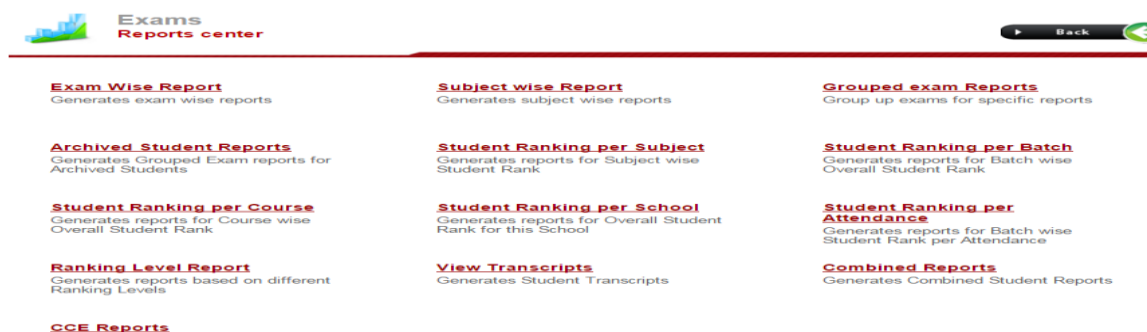 Exams
Reports center
Back
Exam Wise Report
Generates exam wise reports
Subject wise Report
Generates subject wise reports
Grouped exam Reports
Group up exams for specific reports
Archived Student Reports
Generates Grouped Exam reports for
Archived Students
Student Ranking per Subject
Generates reports for Subject wise
Student Rank
Student Ranking per Batch
Generates reports for Batch wise
Overall Student Rank
Student Ranking per Course
Generates reports for Course wise
Overall Student Rank
Student Ranking per School
Generates reports for Overall Student
Rank for this School
Student Ranking per
Attendance
Generates reports for Batch wise
Student Rank per Attendance
Ranking Level Report
Generates reports based on different
Ranking Levels
View Transcripts
Generates Student Transcripts
Combined Reports
Generates Combined Student Reports
CCE Reports